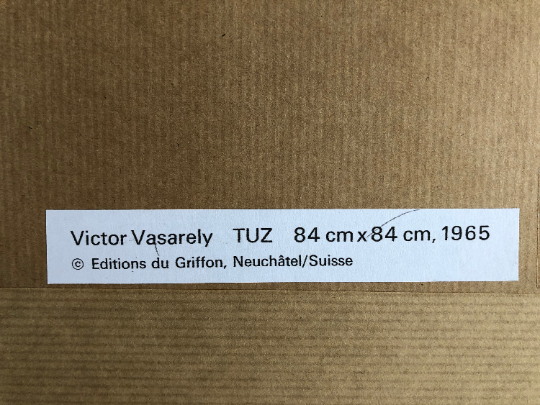 Victor Vasarely TUZ 84 cm x 84 cm, 1965
© Editions du Griffon, Neuchâtel/Suisse